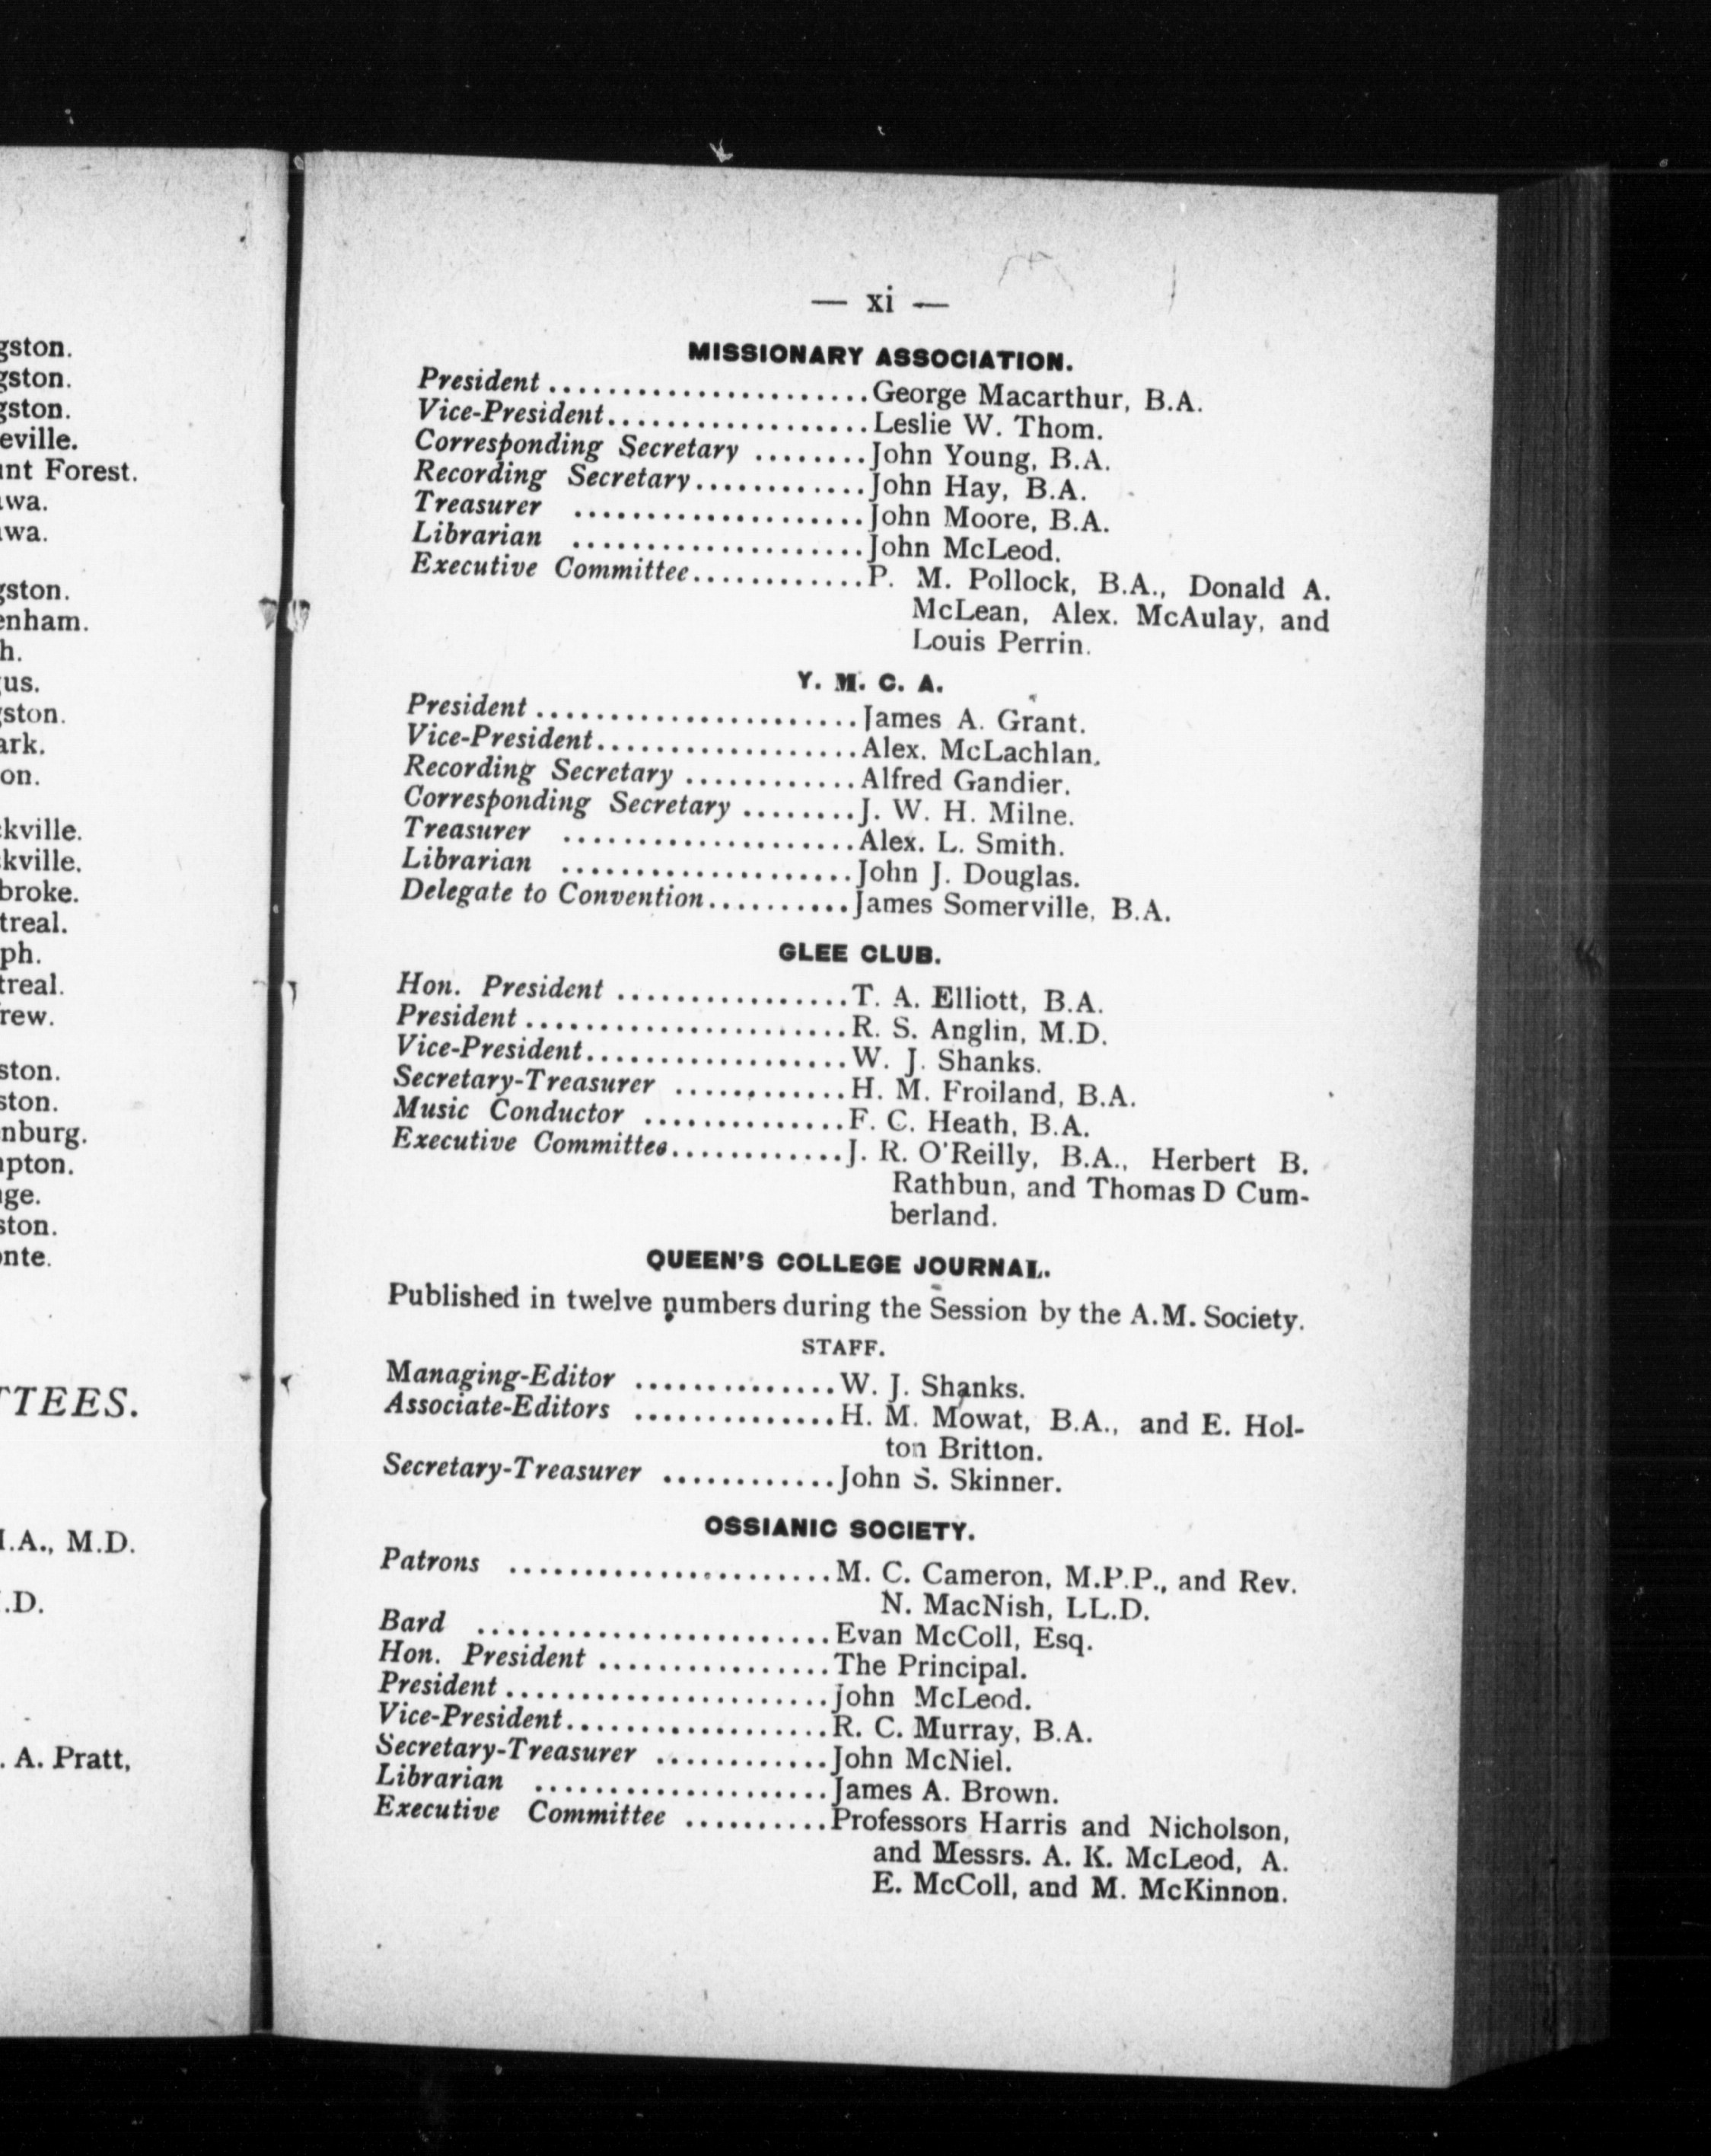 — xi —
MISSIONARY ASSOCIATION.
President ......................George Macarthur, B.A.
Vice-President..................Leslie W. Thom.
Corresponding Secretary ........John Young, B.A.
Recording Secretary............John Hay, B.A.
Treasurer ....................John Moore, B.A.
Librarian ....................John McLeod.
Executive Committee............P. M. Pollock, B.A., Donald A.
McLean, Alex. McAulay, and
Louis Perrin.
Y. M. C. A.
President ......................James A. Grant.
Vice-President..................Alex. McLachlan.
Recording Secretary ............Alfred Gandier.
Corresponding Secretary ........J. W. H. Milne.
Treasurer ....................Alex. L. Smith.
Librarian ....................John J. Douglas.
Delegate to Convention..........James Somerville, B.A.
GLEE CLUB.
Hon. President ................T. A. Elliott, B.A.
President ......................R. S. Anglin, M.D.
Vice-President..................W. J. Shanks.
Secretary-Treasurer ............H. M. Froiland, B.A.
Music Conductor ..............F. C. Heath, B.A.
Executive Committee............J. R. O'Reilly, B.A., Herbert B.
Rathbun, and Thomas D Cum-
berland.
QUEEN'S COLLEGE JOURNAL.
Published in twelve numbers during the Session by the A.M. Society.
STAFF.
Managing-Editor ..............W. J. Shanks.
Associate-Editors ..............H. M. Mowat, B.A., and E. Hol-
ton Britton.
Secretary-Treasurer ............John S. Skinner.
OSSIANIC SOCIETY.
Patrons ......................M. C. Cameron, M.P.P., and Rev.
N. MacNish, LL.D.
Bard ........................Evan McColl, Esq.
Hon. President ................The Principal.
President ......................John McLeod.
Vice-President..................R. C. Murray, B.A.
Secretary-Treasurer ............John McNiel.
Librarian ....................James A. Brown.
Executive Committee ..........Professors Harris and Nicholson,
and Messrs. A. K. McLeod, A.
E. McColl, and M. McKinnon.